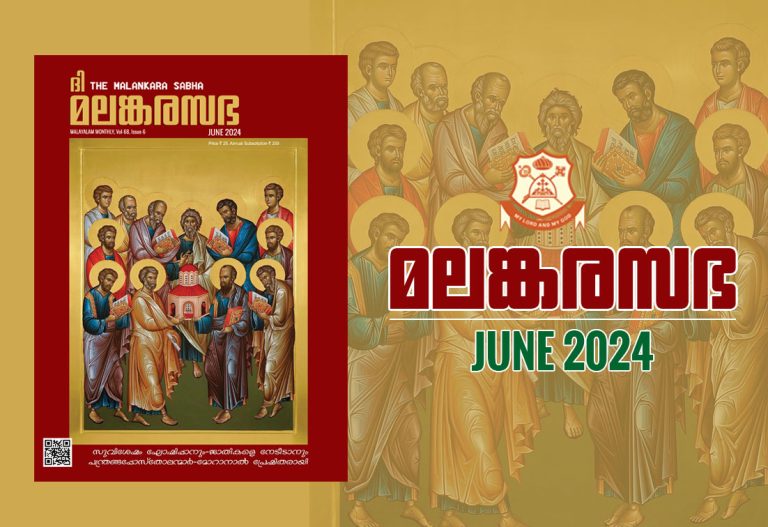 ദി THE MALANKARA SABHA
മലങ്കരസഭ
MALAYALAM MONTHLY, Vol-68, Issue-6
JUNE 2024
Price ₹ 25, Annual Subscription ₹ 250
സുവിശേഷം ഘോഷിപ്പാനും-ജാതികളെ നേടീടാനും
പന്ത്രണ്ടപ്പോസ്തോലന്മാർ-മോറാനാൽ പ്രേഷിതരായി
MY LORD AND MY GOD
മലങ്കരസഭ
JUNE 2024